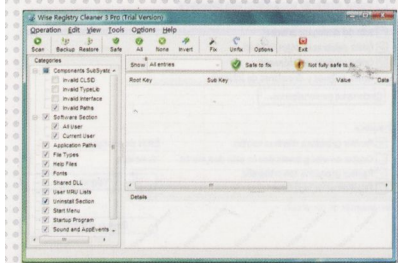 Wise Registry Cleaner 3 Pro (Trial Version)
Operation Edit View Tools Options Help
Scan Backup Restore Safe All None Invert Fix Unfix Options Exit
Categories
Components SubSyste
Invalid CLSID
Invalid TypeLib
Invalid Interface
Invalid Paths
Software Section
All User
Current User
Application Paths
File Types
Help Files
Fonts
Shared DLL
User MRU Lists
Uninstall Section
Start Menu
Startup Program
Sound and AppEvents
Show All entries Safe to fix Not fully safe to fix
Root Key Sub Key Value Date
Details